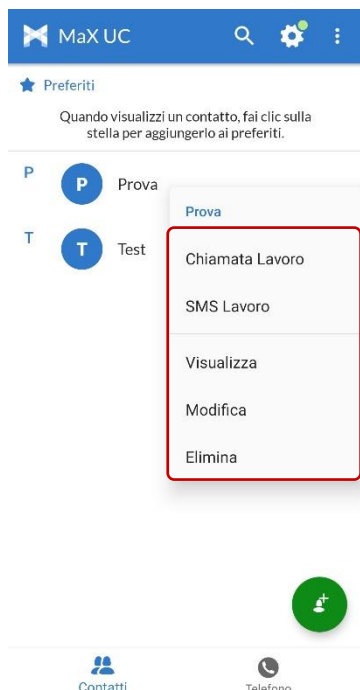 MaX UC
Preferiti
Quando visualizzi un contatto, fai clic sulla
stella per aggiungerlo ai preferiti.
P
P Prova
Prova
T
T Test
Chiamata Lavoro
SMS Lavoro
Visualizza
Modifica
Elimina
Contatti
Telefono